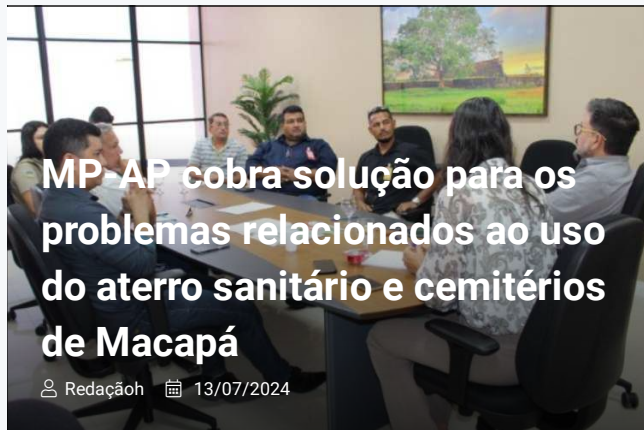 MP-AP cobra solução para os
problemas relacionados ao uso
do aterro sanitário e cemitérios
de Macapá
Redaçãoh 13/07/2024